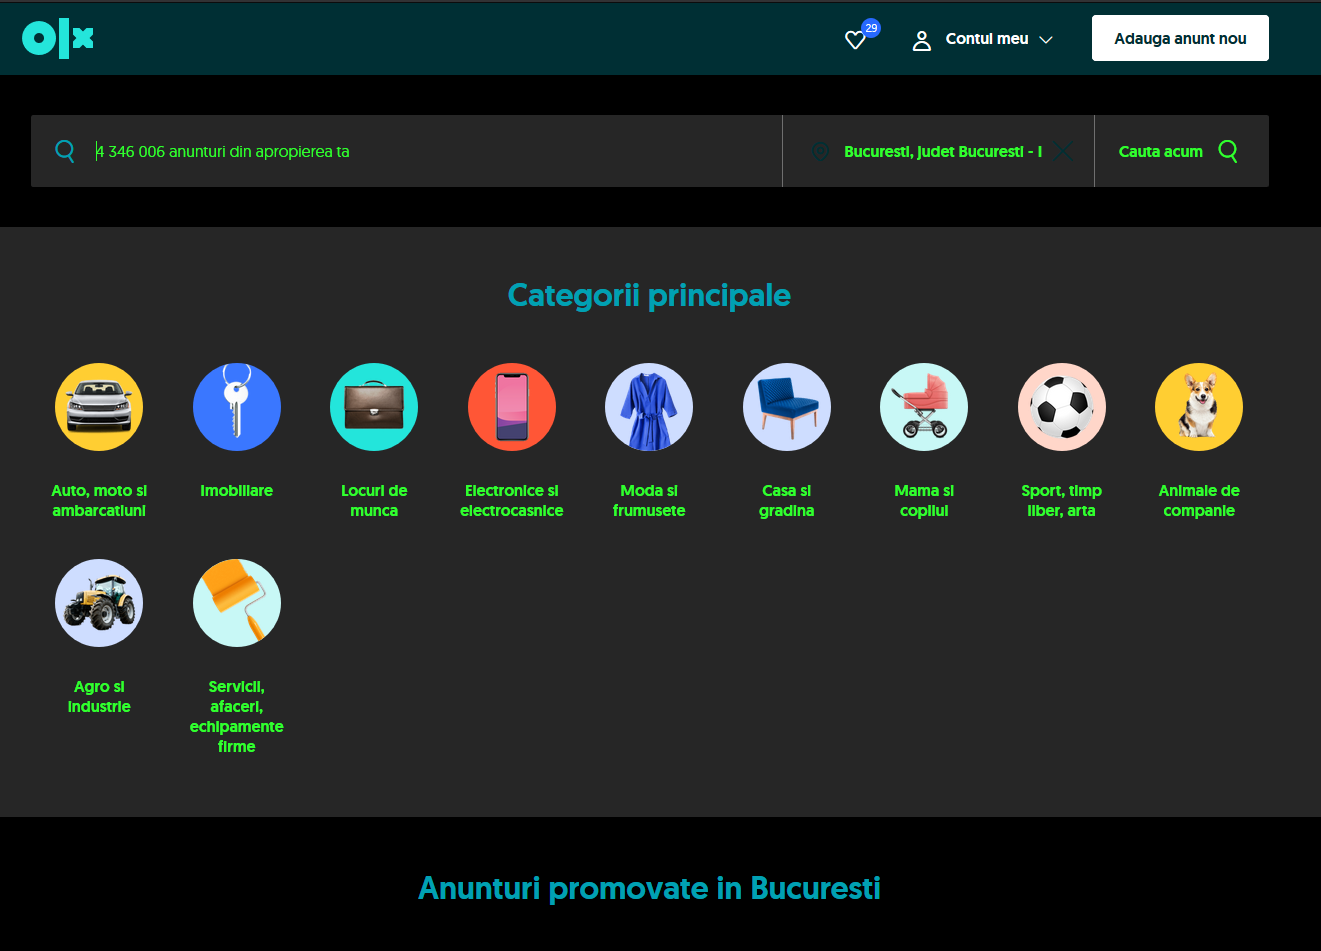 olx
29
Contul meu
Adauga anunt nou
4 346 006 anunturi din apropierea ta
Bucuresti, judet Bucuresti - I
Cauta acum
Categorii principale
Auto, moto si
ambarcatiuni
Imobiliare
Locuri de
munca
Electronice si
electrocasnice
Moda si
frumusete
Casa si
gradina
Mama si
copilul
Sport, timp
liber, arta
Animale de
companie
Agro si
industrie
Servicii,
afaceri,
echipamente
firme
Anunturi promovate in Bucuresti